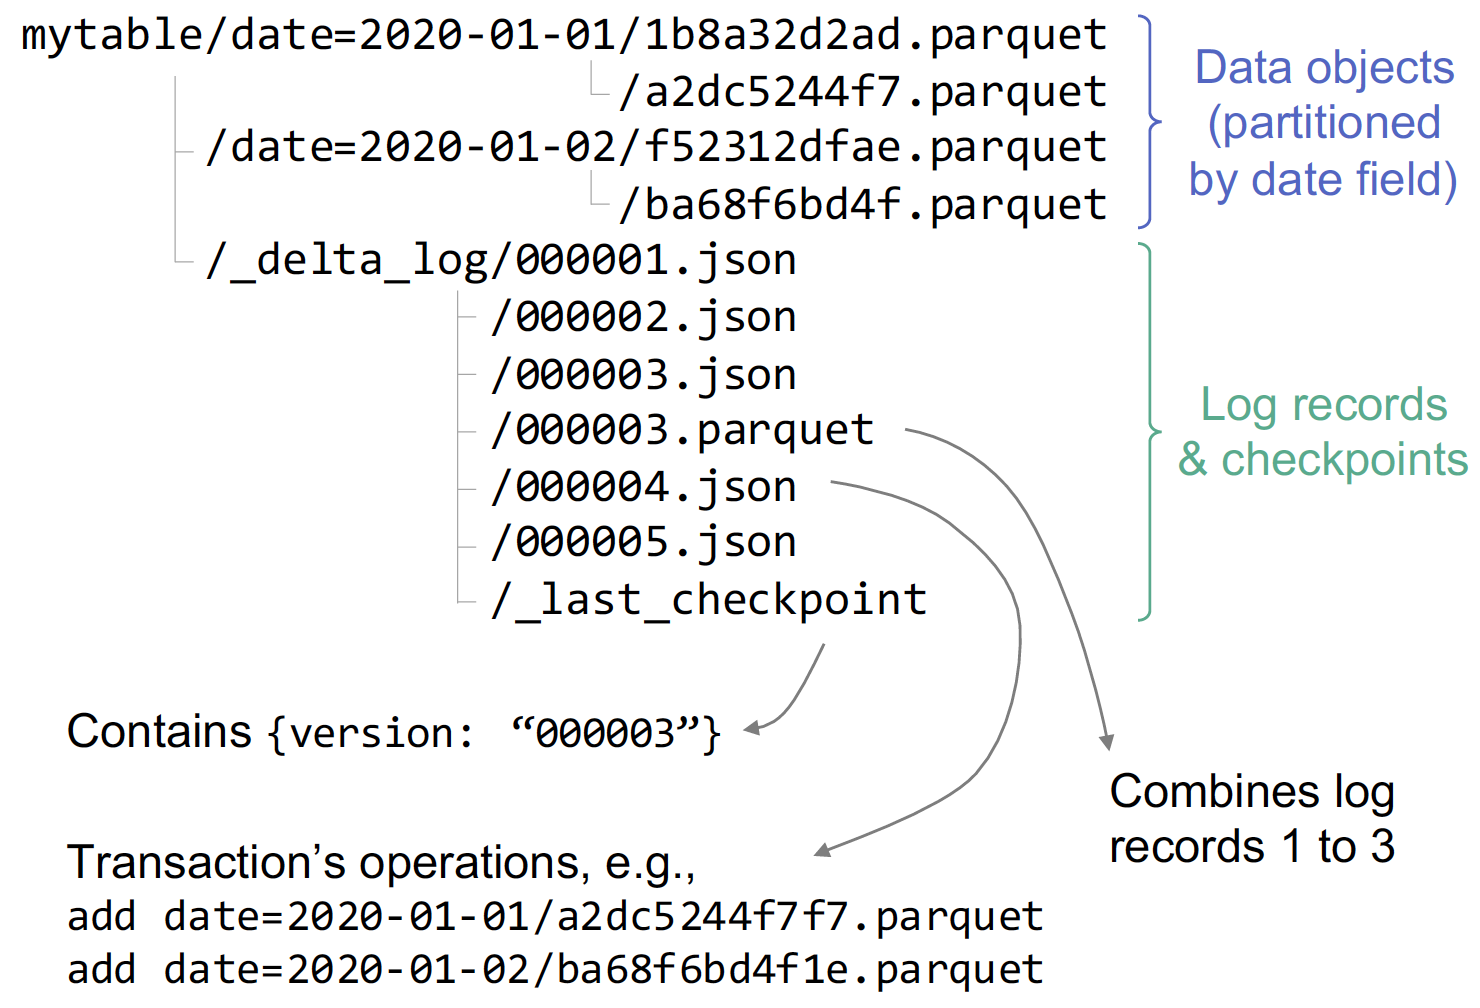 mytable/date=2020-01-01/1b8a32d2ad.parquet
/a2dc5244f7.parquet
/date=2020-01-02/f52312dfae.parquet
/ba68f6bd4f.parquet
/_delta_log/000001.json
/000002.json
/000003.json
/000003.parquet
/000004.json
/000005.json
/_last_checkpoint
Data objects
(partitioned
by date field)
Log records
& checkpoints
Contains {version: “000003”}
Combines log
records 1 to 3
Transaction’s operations, e.g.,
add date=2020-01-01/a2dc5244f7f7.parquet
add date=2020-01-02/ba68f6bd4f1e.parquet